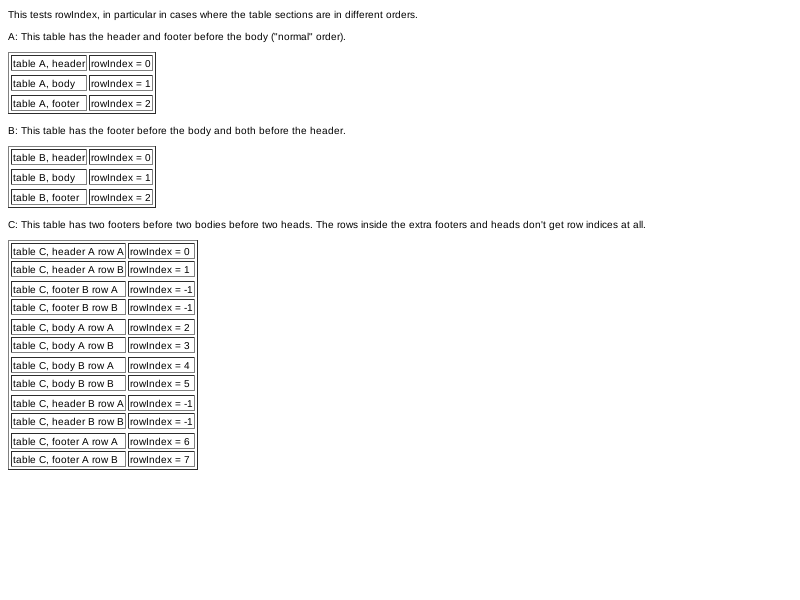 This tests rowIndex, in particular in cases where the table sections are in different orders.
A: This table has the header and footer before the body ("normal" order).
table A, header rowIndex = 0
table A, body rowIndex = 1
table A, footer rowIndex = 2
B: This table has the footer before the body and both before the header.
table B, header rowIndex = 0
table B, body rowIndex = 1
table B, footer rowIndex = 2
C: This table has two footers before two bodies before two heads. The rows inside the extra footers and heads don't get row indices at all.
table C, header A row A rowIndex = 0
table C, header A row B rowIndex = 1
table C, footer B row A rowIndex = -1
table C, footer B row B rowIndex = -1
table C, body A row A rowIndex = 2
table C, body A row B rowIndex = 3
table C, body B row A rowIndex = 4
table C, body B row B rowIndex = 5
table C, header B row A rowIndex = -1
table C, header B row B rowIndex = -1
table C, footer A row A rowIndex = 6
table C, footer A row B rowIndex = 7